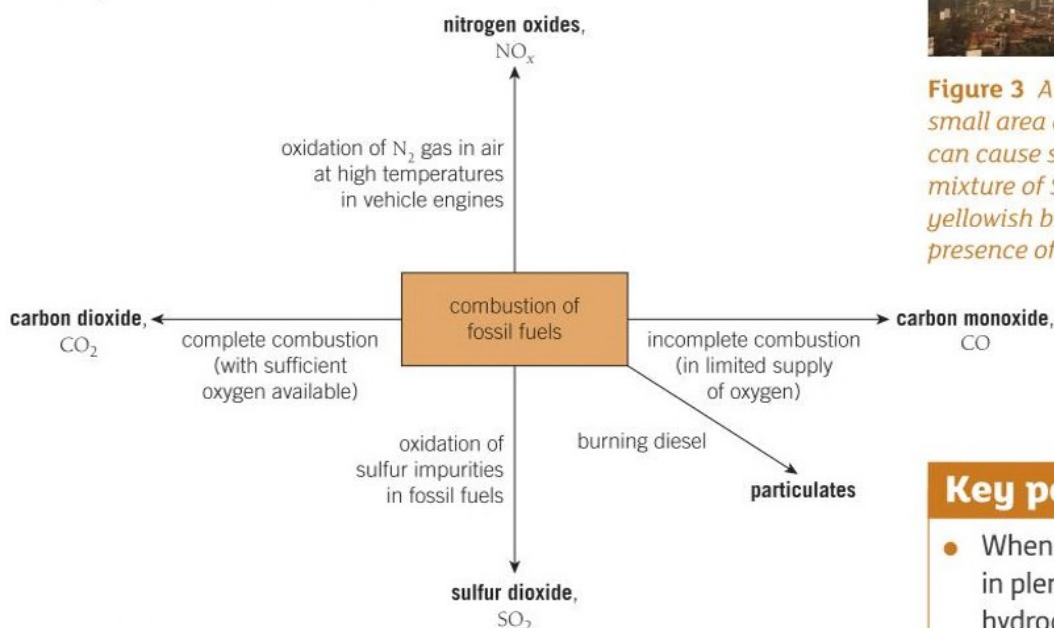 nitrogen oxides,
NOₓ
oxidation of N₂ gas in air
at high temperatures
in vehicle engines
combustion of
fossil fuels
carbon dioxide,
CO₂
complete combustion
(with sufficient
oxygen available)
incomplete combustion
(in limited supply
of oxygen)
carbon monoxide,
CO
oxidation of
sulfur impurities
in fossil fuels
burning diesel
particulates
sulfur dioxide,
SO₂
Figure 3 A
small area
can cause
mixture of
yellowish
presence of
Key
When
in